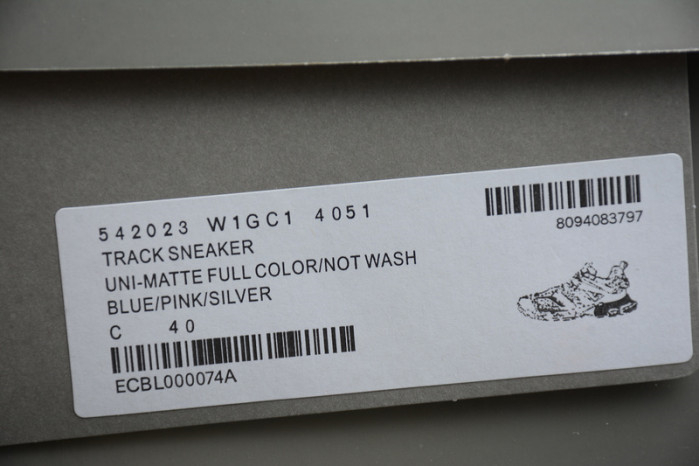 542023 W1GC1 4051
8094083797
TRACK SNEAKER
UNI-MATTE FULL COLOR/NOT WASH
BLUE/PINK/SILVER
C 40
ECBL000074A